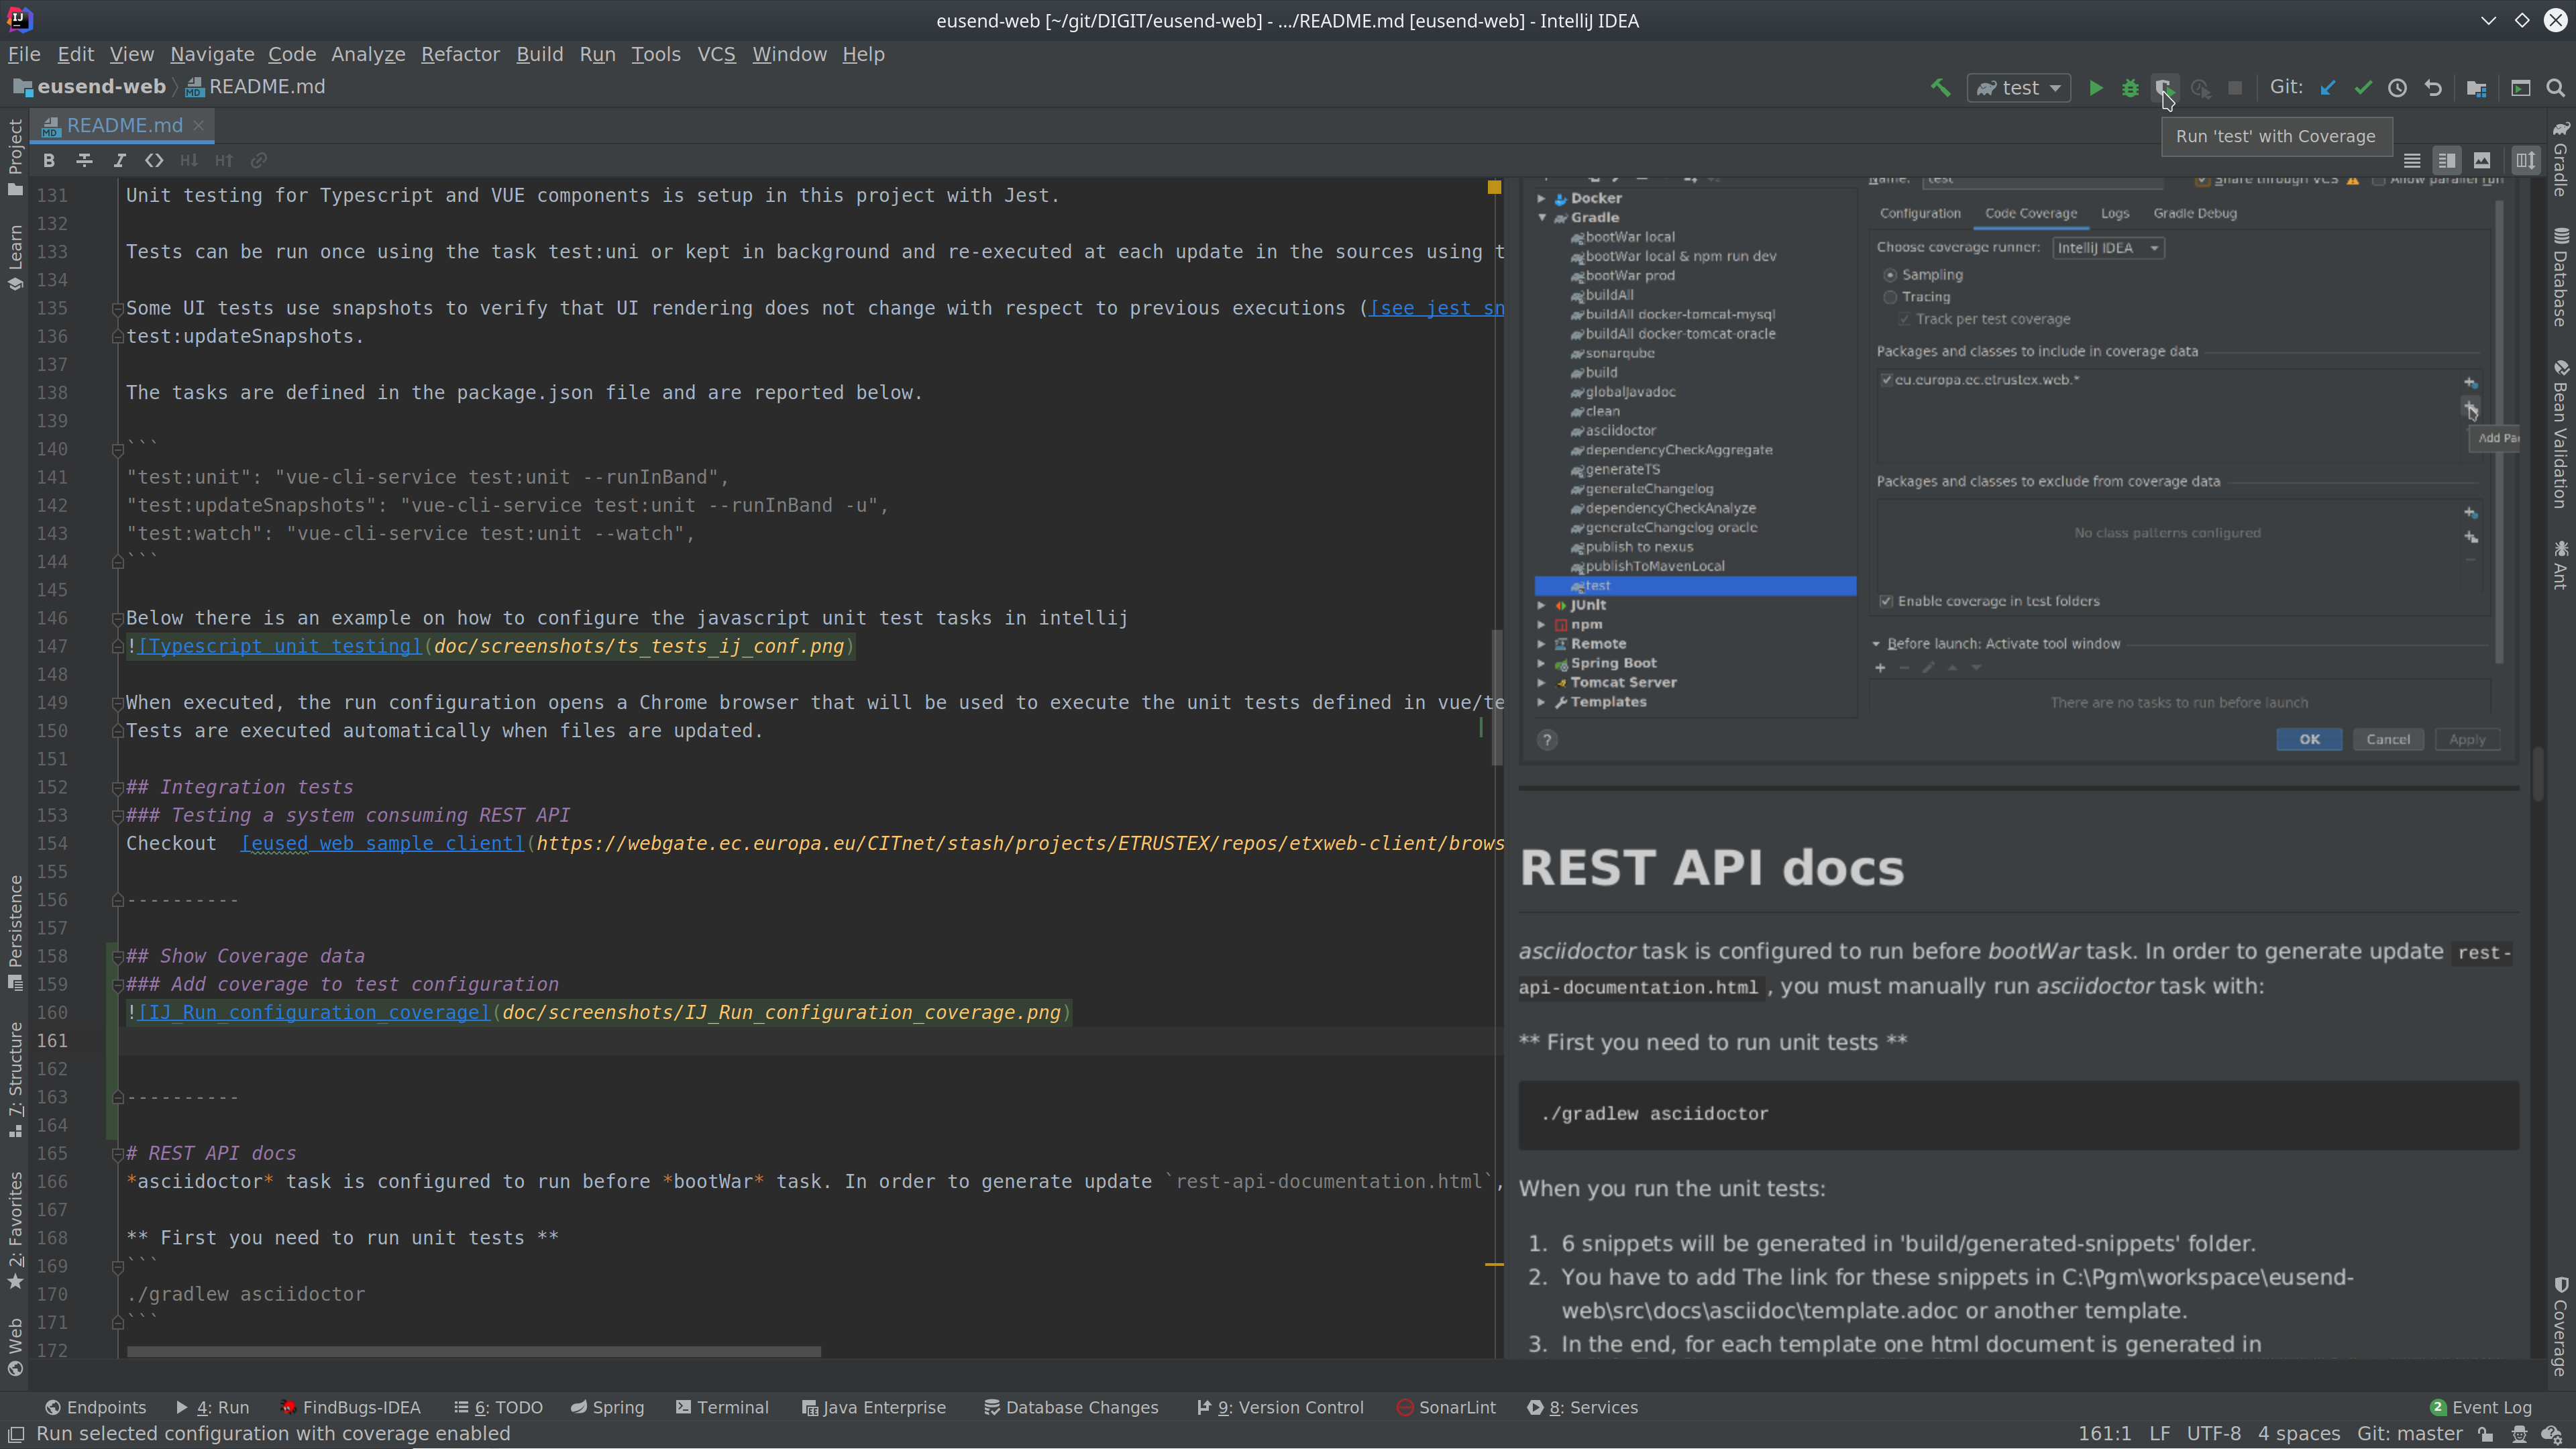 eusend-web [~/git/DIGIT/eusend-web] - .../README.md [eusend-web] - IntelliJ IDEA
File Edit View Navigate Code Analyze Refactor Build Run Tools VCS Window Help
eusend-web README.md
test
Git:
README.md
Run 'test' with Coverage
Project
Learn
Persistence
7: Structure
2: Favorites
Web
131 Unit testing for Typescript and VUE components is setup in this project with Jest.
132
133 Tests can be run once using the task test:uni or kept in background and re-executed at each update in the sources using t
134
135 Some UI tests use snapshots to verify that UI rendering does not change with respect to previous executions ([see jest sn
136 test:updateSnapshots.
137
138 The tasks are defined in the package.json file and are reported below.
139
140 ```
141 "test:unit": "vue-cli-service test:unit --runInBand",
142 "test:updateSnapshots": "vue-cli-service test:unit --runInBand -u",
143 "test:watch": "vue-cli-service test:unit --watch",
144 ```
145
146 Below there is an example on how to configure the javascript unit test tasks in intellij
147 ![Typescript unit testing](doc/screenshots/ts_tests_ij_conf.png)
148
149 When executed, the run configuration opens a Chrome browser that will be used to execute the unit tests defined in vue/te
150 Tests are executed automatically when files are updated.
151
152 ## Integration tests
153 ### Testing a system consuming REST API
154 Checkout  [eused web sample client](https://webgate.ec.europa.eu/CITnet/stash/projects/ETRUSTEX/repos/etxweb-client/brows
155
156 ----------
157
158 ## Show Coverage data
159 ### Add coverage to test configuration
160 ![IJ_Run_configuration_coverage](doc/screenshots/IJ_Run_configuration_coverage.png)
161
162
163 ----------
164
165 # REST API docs
166 *asciidoctor* task is configured to run before *bootWar* task. In order to generate update `rest-api-documentation.html`,
167
168 ** First you need to run unit tests **
169 ```
170 ./gradlew asciidoctor
171 ```
172
Docker
Gradle
bootWar local
bootWar local & npm run dev
bootWar prod
buildAll
buildAll docker-tomcat-mysql
buildAll docker-tomcat-oracle
sonarqube
build
globalJavadoc
clean
asciidoctor
dependencyCheckAggregate
generateTS
generateChangelog
dependencyCheckAnalyze
generateChangelog oracle
publish to nexus
publishToMavenLocal
test
JUnit
npm
Remote
Spring Boot
Tomcat Server
Templates
Name: test Share through VCS Allow parallel run
Configuration Code Coverage Logs Gradle Debug
Choose coverage runner: IntelliJ IDEA
Sampling
Tracing
Track per test coverage
Packages and classes to include in coverage data
eu.europa.ec.etrustex.web.*
Add Pa
Packages and classes to exclude from coverage data
No class patterns configured
Enable coverage in test folders
Before launch: Activate tool window
There are no tasks to run before launch
? OK Cancel Apply
REST API docs
asciidoctor task is configured to run before bootWar task. In order to generate update rest-
api-documentation.html , you must manually run asciidoctor task with:
** First you need to run unit tests **
./gradlew asciidoctor
When you run the unit tests:
1. 6 snippets will be generated in 'build/generated-snippets' folder.
2. You have to add The link for these snippets in C:\Pgm\workspace\eusend-
web\src\docs\asciidoc\template.adoc or another template.
3. In the end, for each template one html document is generated in
Gradle
Database
Bean Validation
Ant
Coverage
Endpoints 4: Run FindBugs-IDEA 6: TODO Spring Terminal Java Enterprise Database Changes 9: Version Control SonarLint 8: Services 2 Event Log
Run selected configuration with coverage enabled 161:1 LF UTF-8 4 spaces Git: master